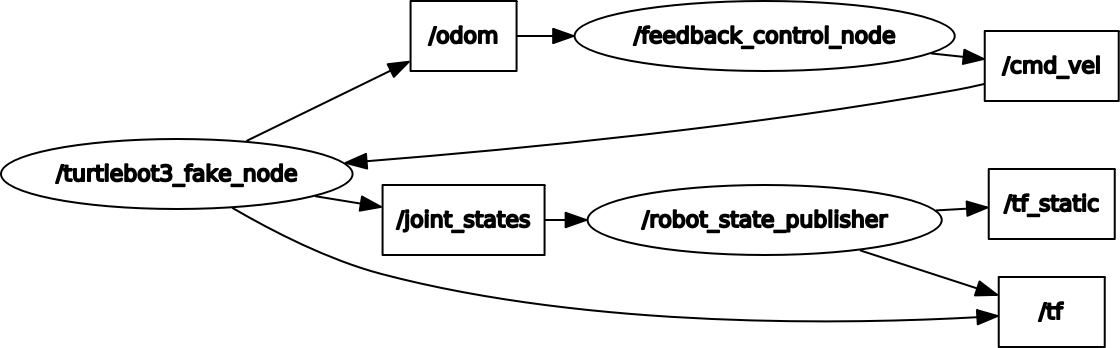 /odom
/feedback_control_node
/cmd_vel
/turtlebot3_fake_node
/joint_states
/robot_state_publisher
/tf_static
/tf